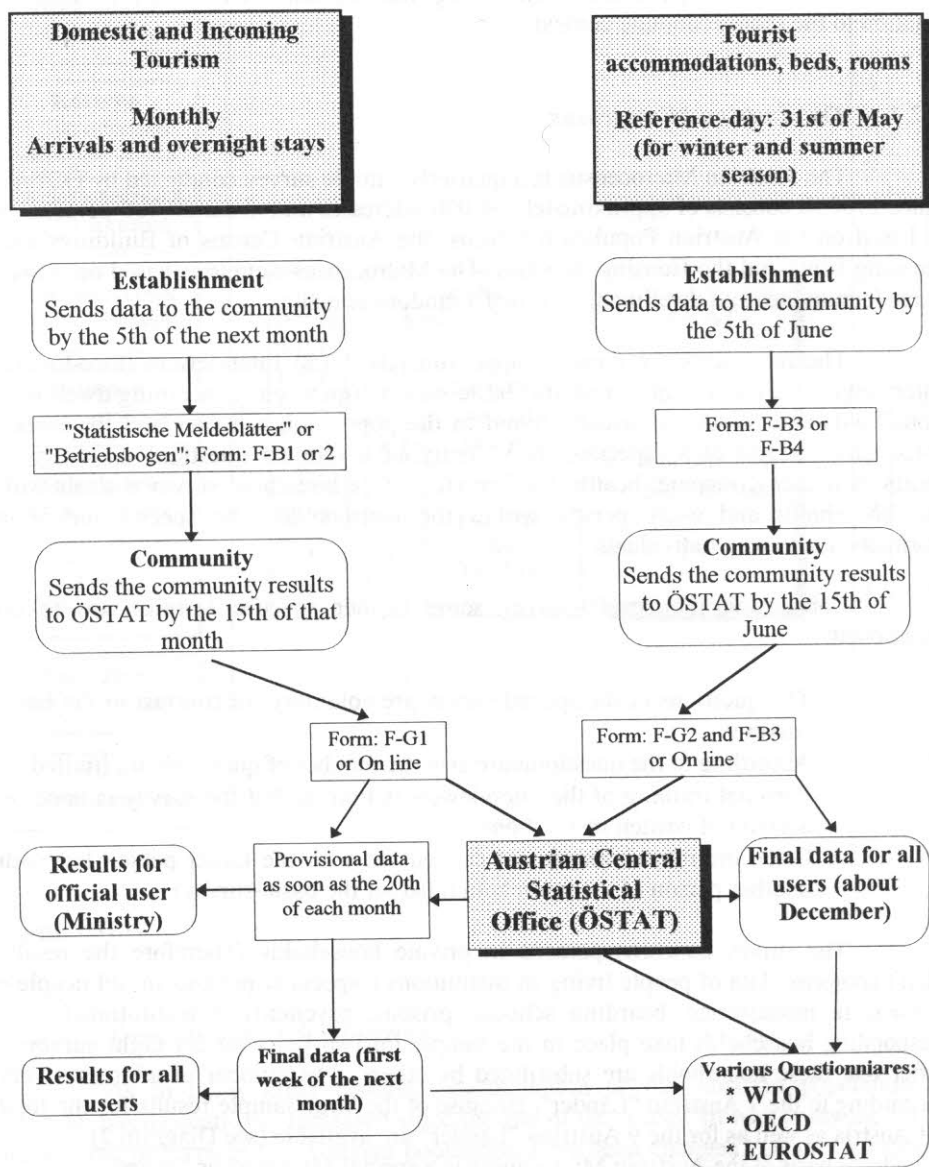 Domestic and Incoming
Tourism
Monthly
Arrivals and overnight stays
Tourist
accommodations, beds, rooms
Reference-day: 31st of May
(for winter and summer
season)
Establishment
Sends data to the community
by the 5th of the next month
Establishment
Sends data to the community by
the 5th of June
"Statistische Meldeblätter" or
"Betriebsbogen"; Form: F-B1 or 2
Form: F-B3 or
F-B4
Community
Sends the community results
to ÖSTAT by the 15th of that
month
Community
Sends the community results
to ÖSTAT by the 15th of
June
Form: F-G1
or On line
Form: F-G2 and F-B3
or On line
Results for
official user
(Ministry)
Provisional data
as soon as the 20th
of each month
Austrian Central
Statistical
Office (ÖSTAT)
Final data for all
users (about
December)
Results for all
users
Final data (first
week of the next
month)
Various Questionnaires:
* WTO
* OECD
* EUROSTAT